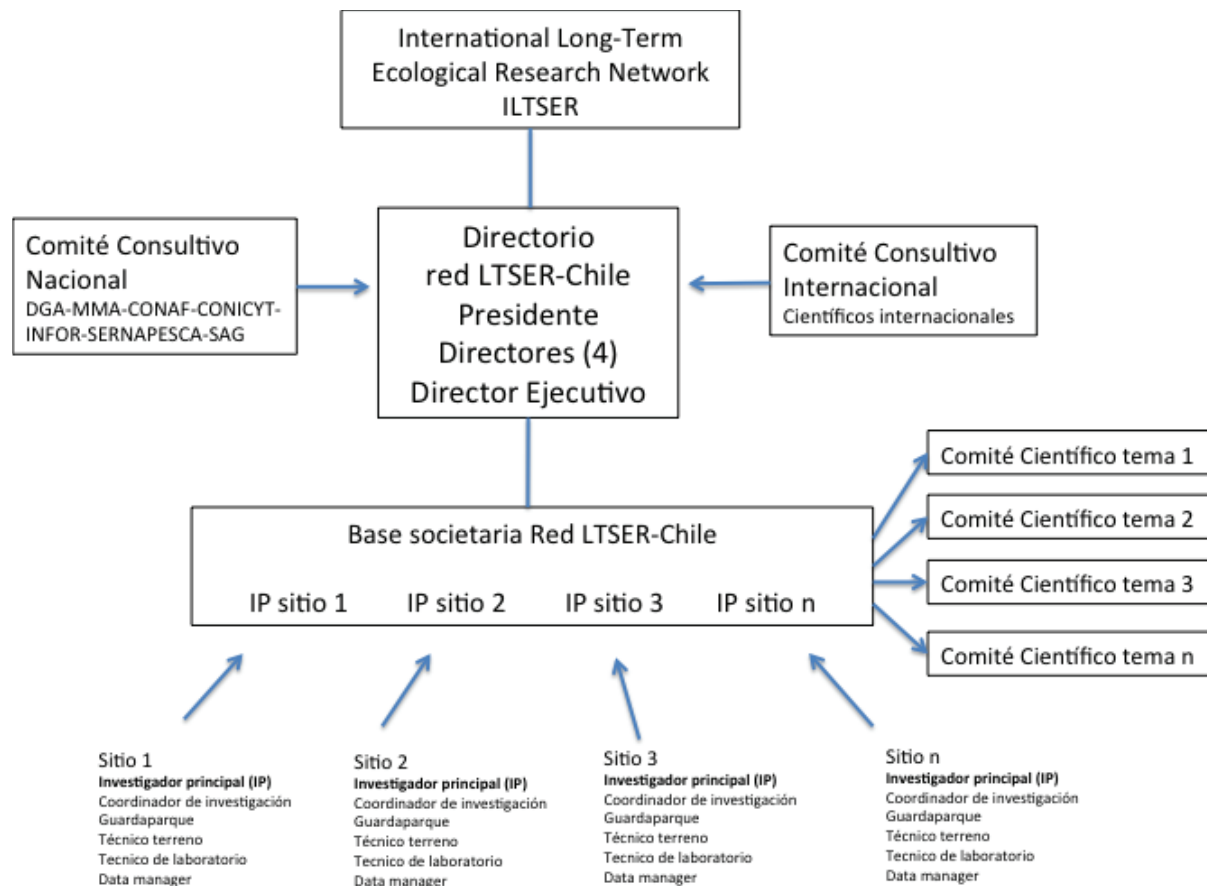 International Long-Term
Ecological Research Network
ILTSER
Comité Consultivo
Nacional
DGA-MMA-CONAF-CONICYT-
INFOR-SERNAPESCA-SAG
Directorio
red LTSER-Chile
Presidente
Directores (4)
Director Ejecutivo
Comité Consultivo
Internacional
Científicos internacionales
Base societaria Red LTSER-Chile
IP sitio 1 IP sitio 2 IP sitio 3 IP sitio n
Comité Científico tema 1
Comité Científico tema 2
Comité Científico tema 3
Comité Científico tema n
Sitio 1
Investigador principal (IP)
Coordinador de investigación
Guardaparque
Técnico terreno
Tecnico de laboratorio
Data manager
Sitio 2
Investigador principal (IP)
Coordinador de investigación
Guardaparque
Técnico terreno
Tecnico de laboratorio
Data manager
Sitio 3
Investigador principal (IP)
Coordinador de investigación
Guardaparque
Técnico terreno
Tecnico de laboratorio
Data manager
Sitio n
Investigador principal (IP)
Coordinador de investigación
Guardaparque
Técnico terreno
Tecnico de laboratorio
Data manager